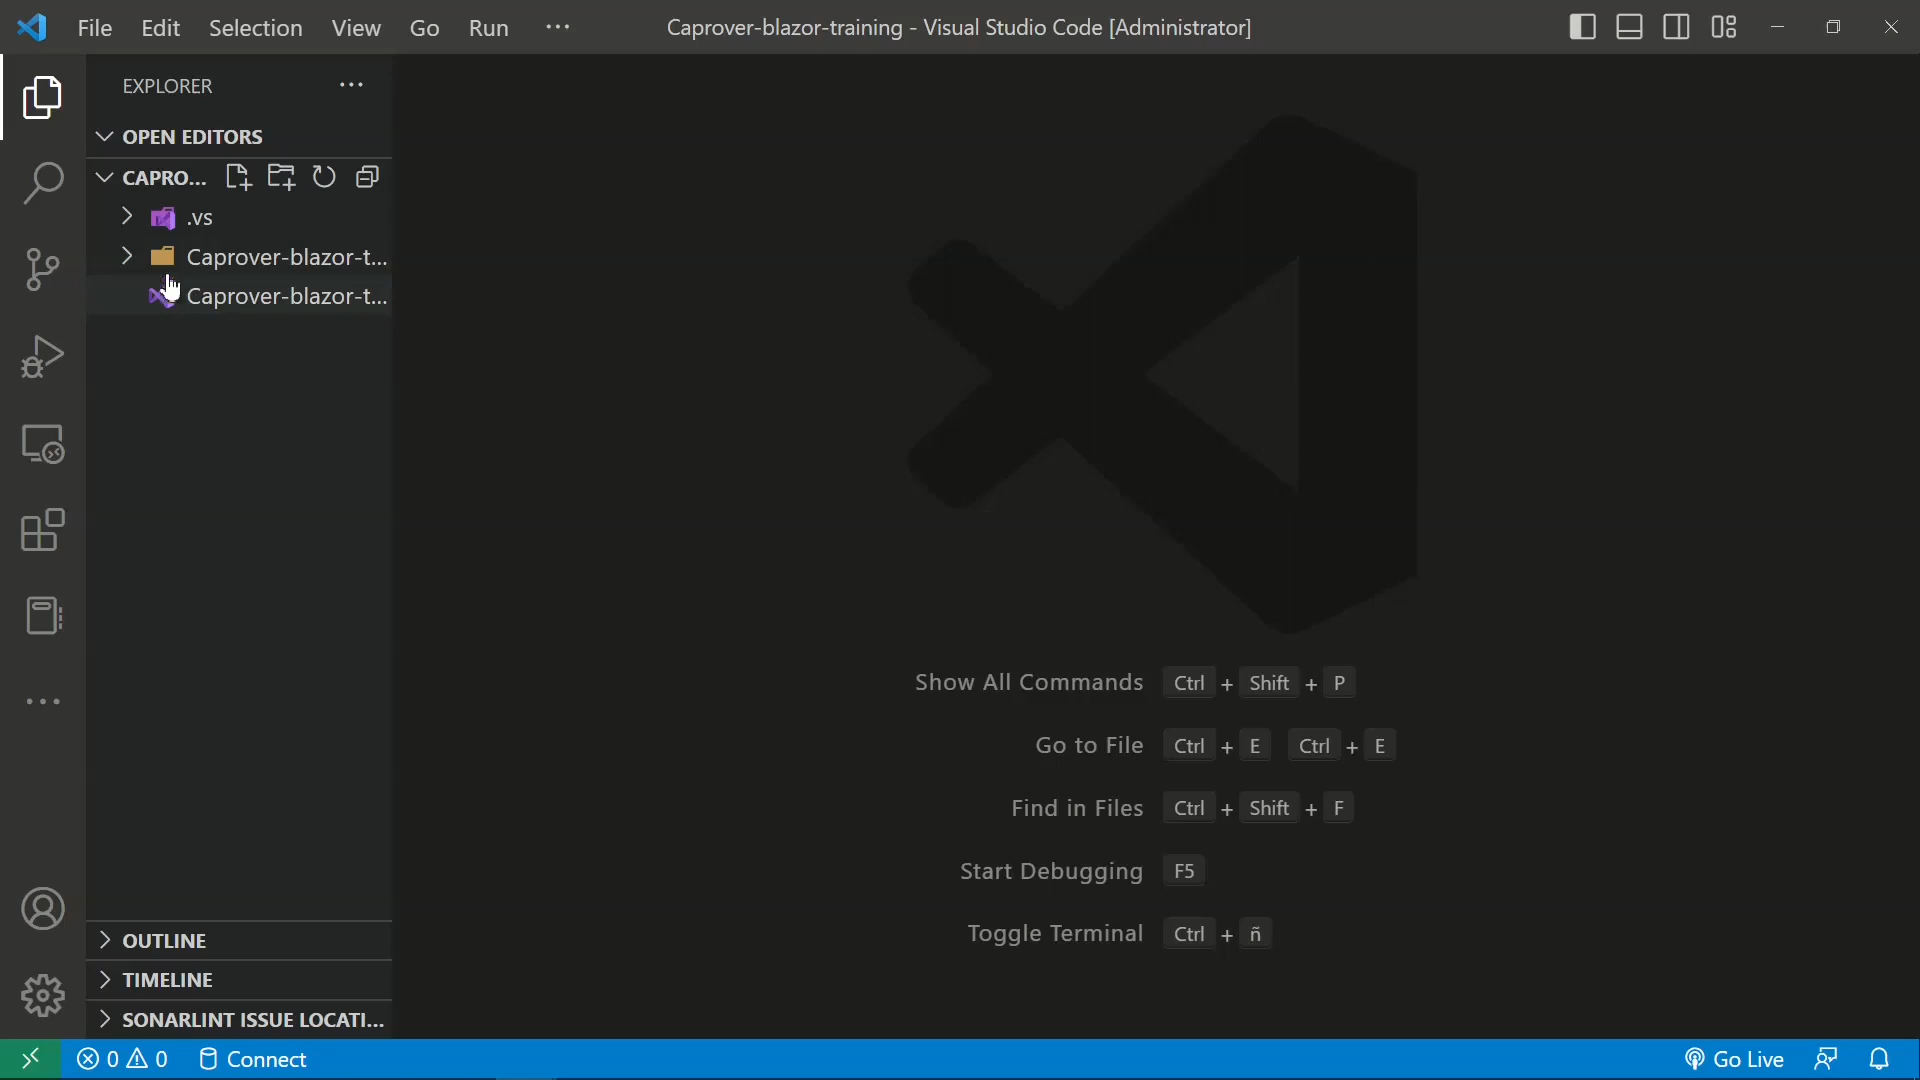 File Edit Selection View Go Run ··· Caprover-blazor-training - Visual Studio Code [Administrator]
EXPLORER ···
OPEN EDITORS
CAPRO...
.vs
Caprover-blazor-t...
Caprover-blazor-t...
Show All Commands Ctrl + Shift + P
Go to File Ctrl + E Ctrl + E
Find in Files Ctrl + Shift + F
Start Debugging F5
Toggle Terminal Ctrl + ñ
OUTLINE
TIMELINE
SONARLINT ISSUE LOCATI...
0 0 Connect Go Live